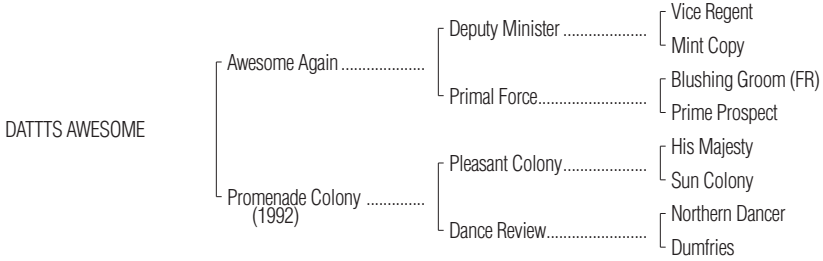 Vice Regent
Deputy Minister ....................
Mint Copy
Awesome Again ....................
Blushing Groom (FR)
Primal Force..........................
Prime Prospect
DATTTS AWESOME
His Majesty
Pleasant Colony....................
Sun Colony
Promenade Colony ..............
(1992)
Northern Dancer
Dance Review........................
Dumfries